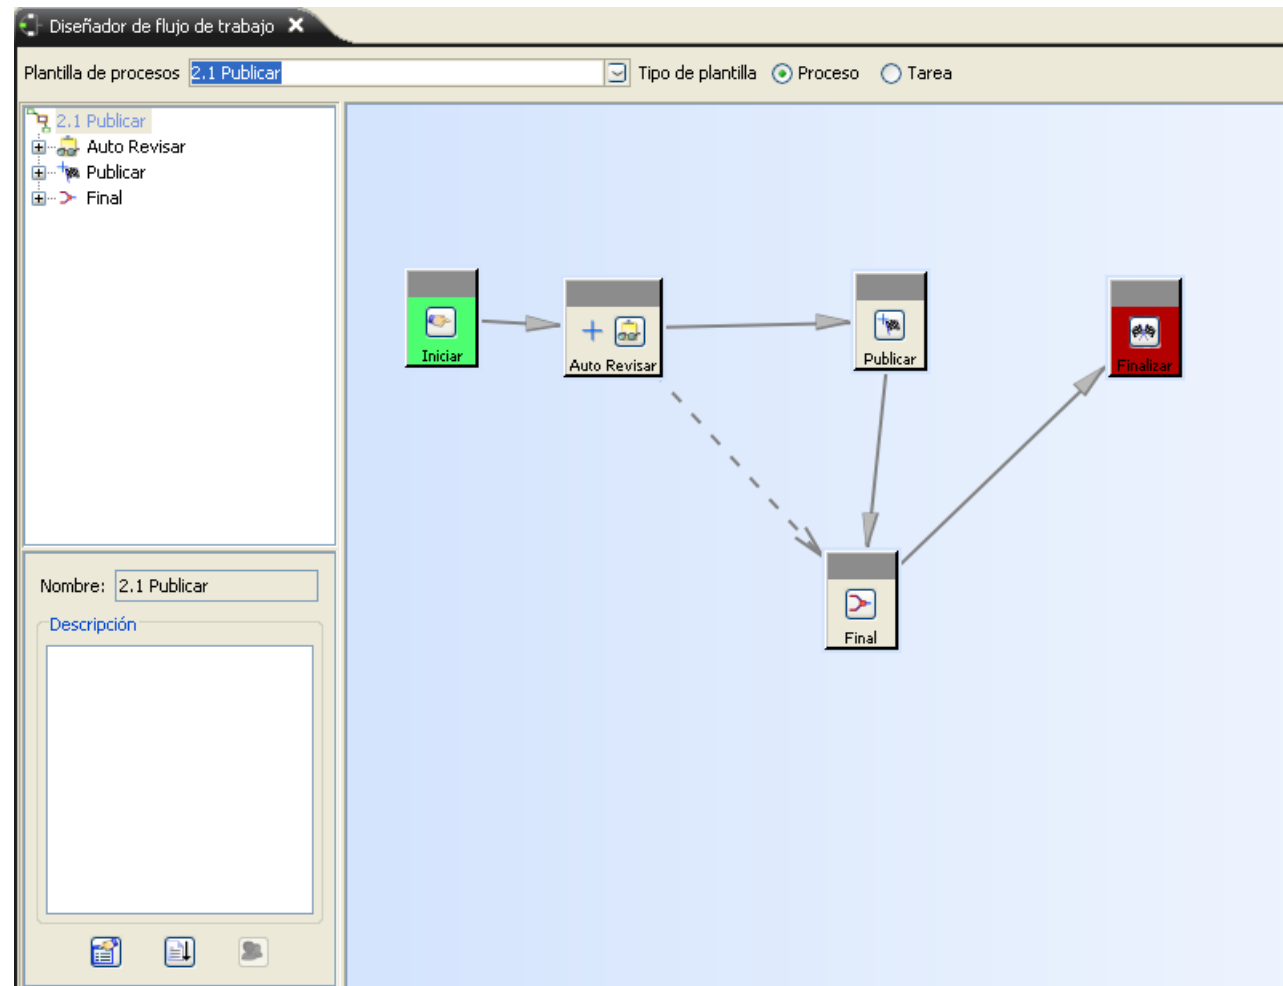 Diseñador de flujo de trabajo
Plantilla de procesos 2.1 Publicar Tipo de plantilla Proceso Tarea
2.1 Publicar
Auto Revisar
Publicar
Final
Iniciar
Auto Revisar
Publicar
Finalizar
Final
Nombre: 2.1 Publicar
Descripción